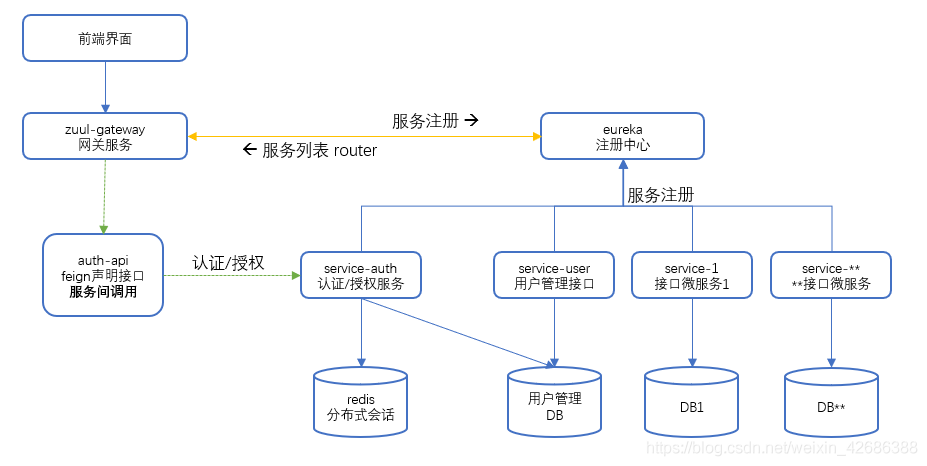 前端界面
zuul-gateway
网关服务
服务注册 →
← 服务列表 router
eureka
注册中心
服务注册
auth-api
feign声明接口
服务间调用
认证/授权
service-auth
认证/授权服务
service-user
用户管理接口
service-1
接口微服务1
service-**
**接口微服务
redis
分布式会话
用户管理
DB
DB1
DB**
https://blog.csdn.net/weixin_42686388